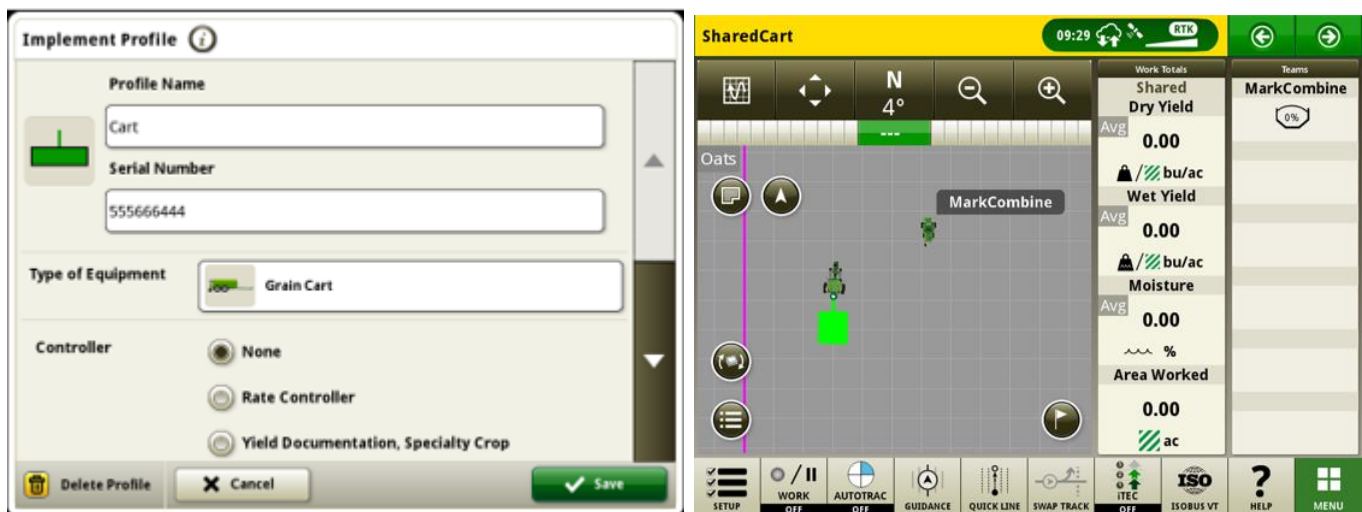 Implement Profile i
Profile Name
Cart
Serial Number
555666444
Type of Equipment
Grain Cart
Controller
None
Rate Controller
Yield Documentation, Specialty Crop
Delete Profile
Cancel
Save
SharedCart
09:29
RTK
N
4°
---
Oats
MarkCombine
Work Totals
Shared
Dry Yield
Avg
0.00
/ bu/ac
Wet Yield
Avg
0.00
/ bu/ac
Moisture
Avg
0.00
%
Area Worked
0.00
ac
Teams
MarkCombine
0%
SETUP
WORK
OFF
AUTOTRAC
OFF
GUIDANCE
QUICK LINE
SWAP TRACK
iTEC
OFF
ISO
ISOBUS VT
?
HELP
MENU